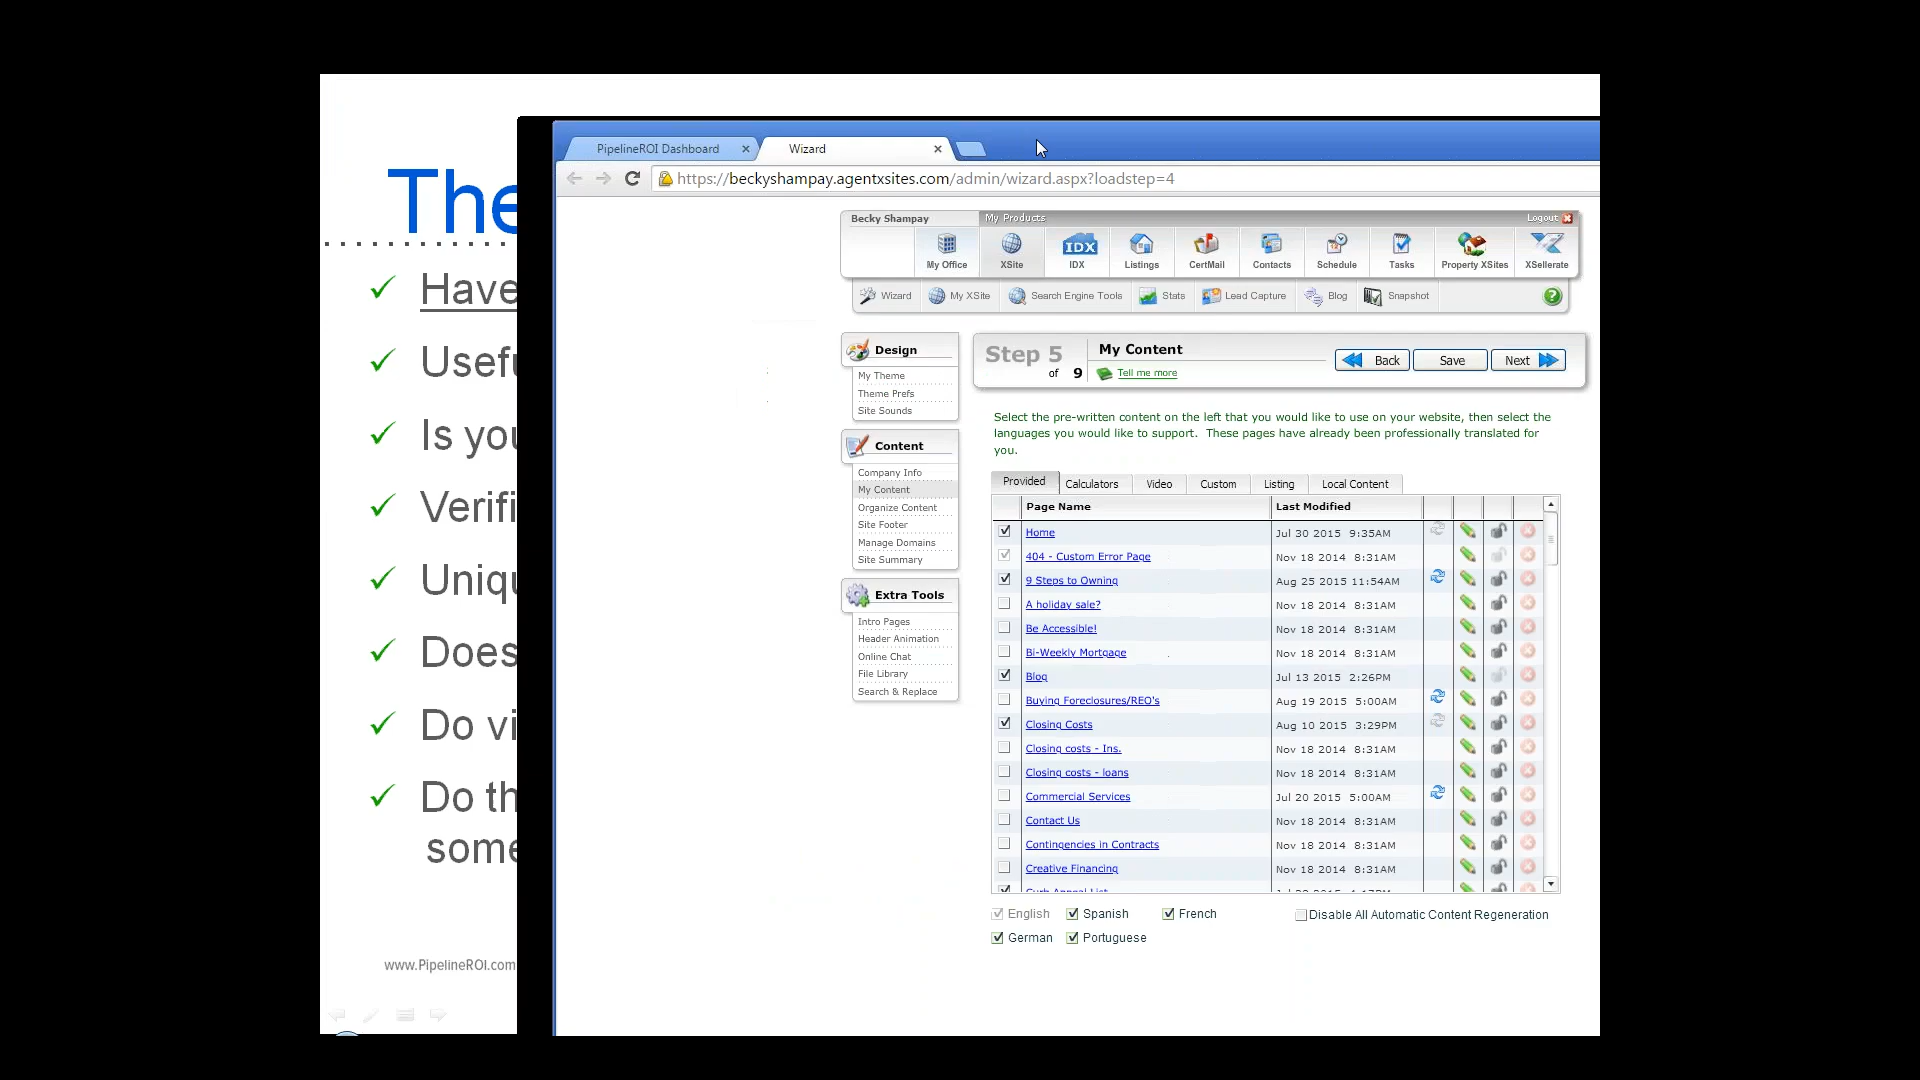 The
Have
Usefu
Is you
Verifi
Uniqu
Does
Do vi
Do th
some
www.PipelineROI.com
PipelineROI Dashboard
Wizard
https://beckyshampay.agentxsites.com/admin/wizard.aspx?loadstep=4
Becky Shampay
My Products
Logout
My Office
XSite
IDX
IDX
Listings
CertMail
Contacts
Schedule
Tasks
Property XSites
XSellerate
Wizard
My XSite
Search Engine Tools
Stats
Lead Capture
Blog
Snapshot
Design
My Theme
Theme Prefs
Site Sounds
Content
Company Info
My Content
Organize Content
Site Footer
Manage Domains
Site Summary
Extra Tools
Intro Pages
Header Animation
Online Chat
File Library
Search & Replace
Step 5
of 9
My Content
Tell me more
Back
Save
Next
Select the pre-written content on the left that you would like to use on your website, then select the
languages you would like to support. These pages have already been professionally translated for
you.
Provided Calculators Video Custom Listing Local Content
Page Name Last Modified
Home Jul 30 2015 9:35AM
404 - Custom Error Page Nov 18 2014 8:31AM
9 Steps to Owning Aug 25 2015 11:54AM
A holiday sale? Nov 18 2014 8:31AM
Be Accessible! Nov 18 2014 8:31AM
Bi-Weekly Mortgage Nov 18 2014 8:31AM
Blog Jul 13 2015 2:26PM
Buying Foreclosures/REO's Aug 19 2015 5:00AM
Closing Costs Aug 10 2015 3:29PM
Closing costs - Ins. Nov 18 2014 8:31AM
Closing costs - loans Nov 18 2014 8:31AM
Commercial Services Jul 20 2015 5:00AM
Contact Us Nov 18 2014 8:31AM
Contingencies in Contracts Nov 18 2014 8:31AM
Creative Financing Nov 18 2014 8:31AM
Curb Appeal List
English Spanish French
German Portuguese
Disable All Automatic Content Regeneration